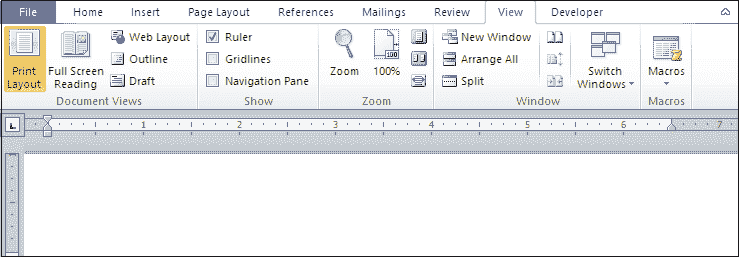 File Home Insert Page Layout References Mailings Review View Developer
Print Layout
Full Screen Reading
Web Layout
Outline
Draft
Document Views
Ruler
Gridlines
Navigation Pane
Show
Zoom
100
100%
Zoom
New Window
Arrange All
Split
Switch Windows
Window
Macros
Macros
L 1 2 3 4 5 6 7